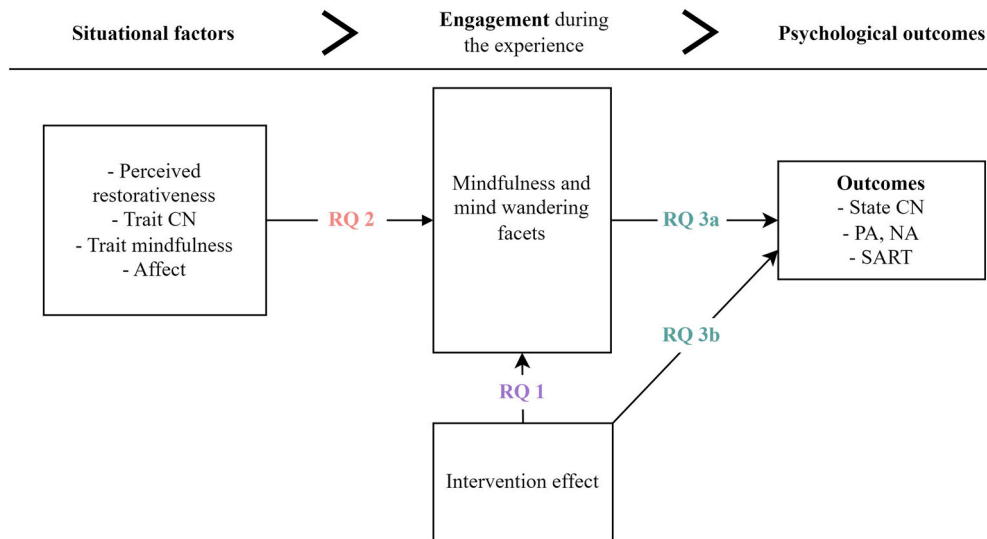 Situational factors
Engagement during
the experience
Psychological outcomes
- Perceived
restorativeness
- Trait CN
- Trait mindfulness
- Affect
RQ 2
Mindfulness and
mind wandering
facets
RQ 3a
Outcomes
- State CN
- PA, NA
- SART
RQ 3b
RQ 1
Intervention effect